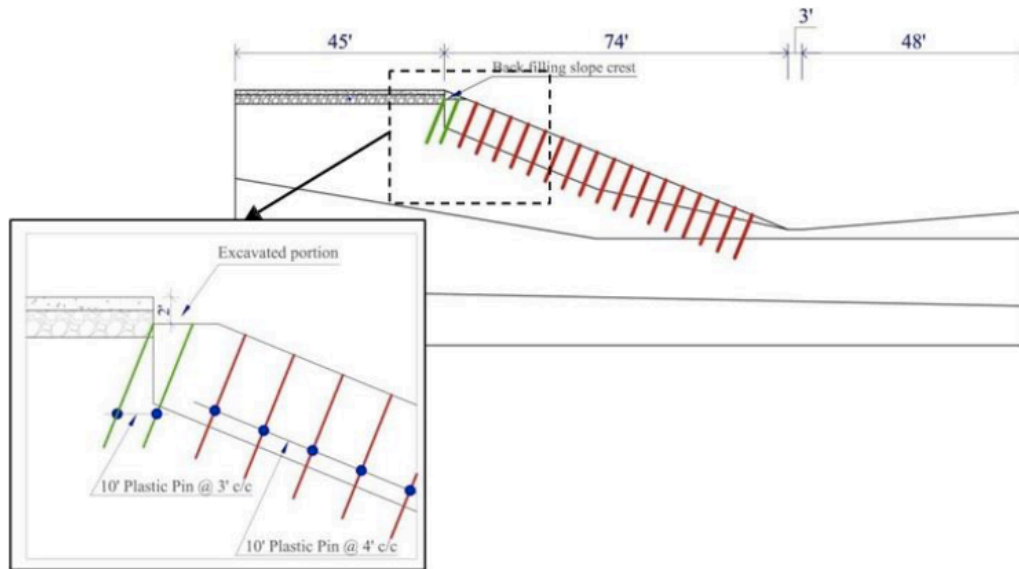 3'
45'
74'
48'
Back filling slope crest
Excavated portion
2'
10' Plastic Pin @ 3' c/c
10' Plastic Pin @ 4' c/c